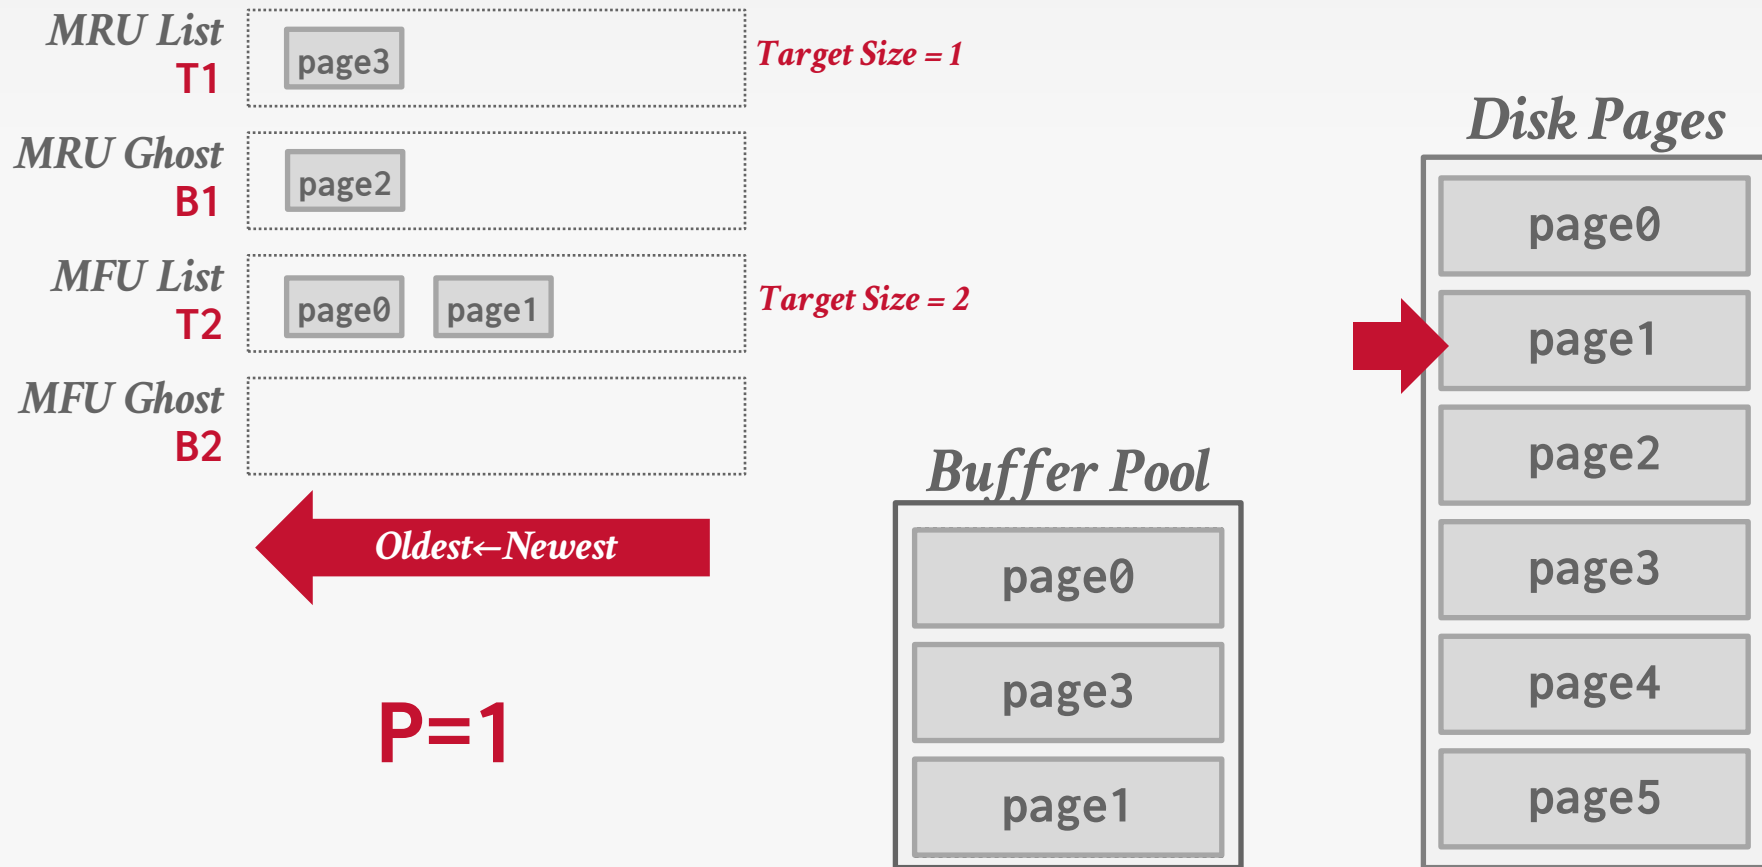 MRU List
T1
page3
Target Size = 1
MRU Ghost
B1
page2
MFU List
T2
page0
page1
Target Size = 2
MFU Ghost
B2
Oldest←Newest
P=1
Buffer Pool
page0
page3
page1
Disk Pages
page0
page1
page2
page3
page4
page5